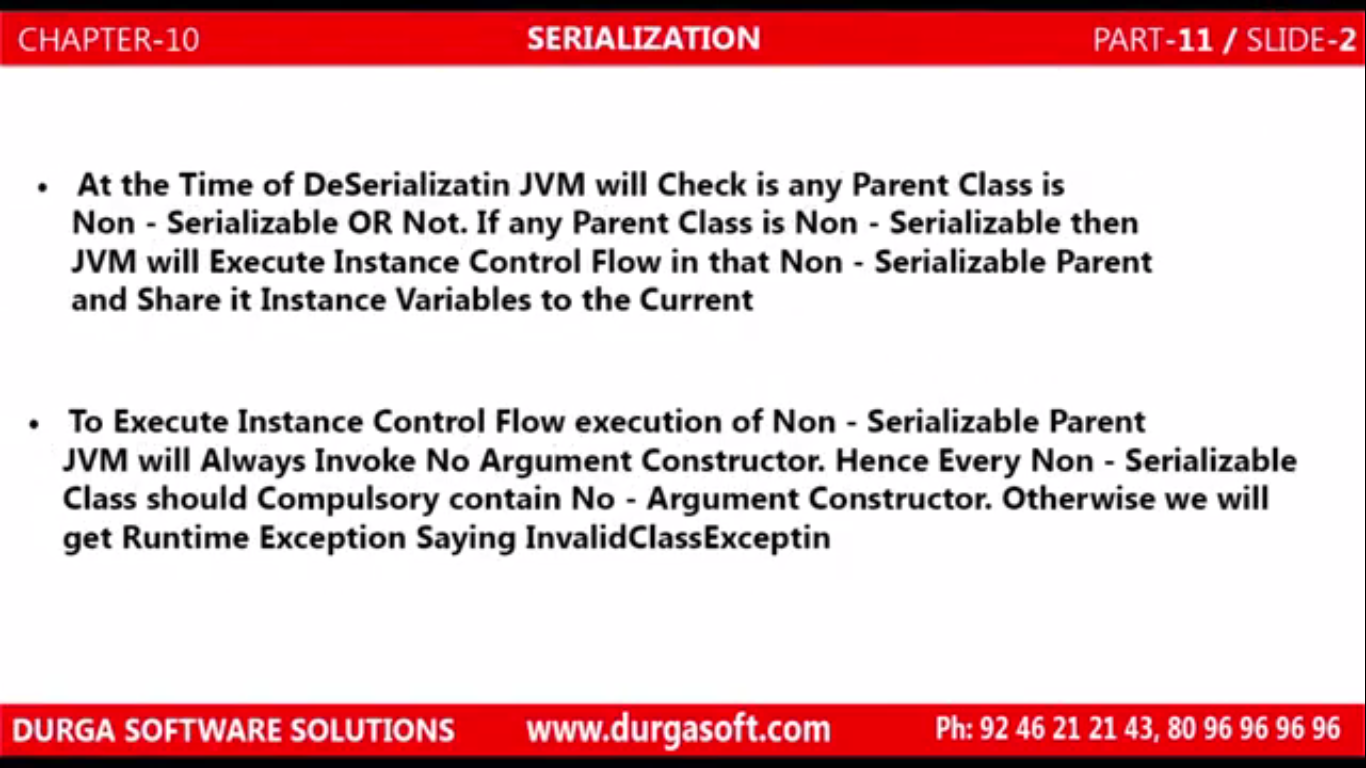 CHAPTER-10 SERIALIZATION PART-11 / SLIDE-2
• At the Time of DeSerializatin JVM will Check is any Parent Class is
Non - Serializable OR Not. If any Parent Class is Non - Serializable then
JVM will Execute Instance Control Flow in that Non - Serializable Parent
and Share it Instance Variables to the Current
• To Execute Instance Control Flow execution of Non - Serializable Parent
JVM will Always Invoke No Argument Constructor. Hence Every Non - Serializable
Class should Compulsory contain No - Argument Constructor. Otherwise we will
get Runtime Exception Saying InvalidClassExceptin
DURGA SOFTWARE SOLUTIONS www.durgasoft.com Ph: 92 46 21 21 43, 80 96 96 96 96